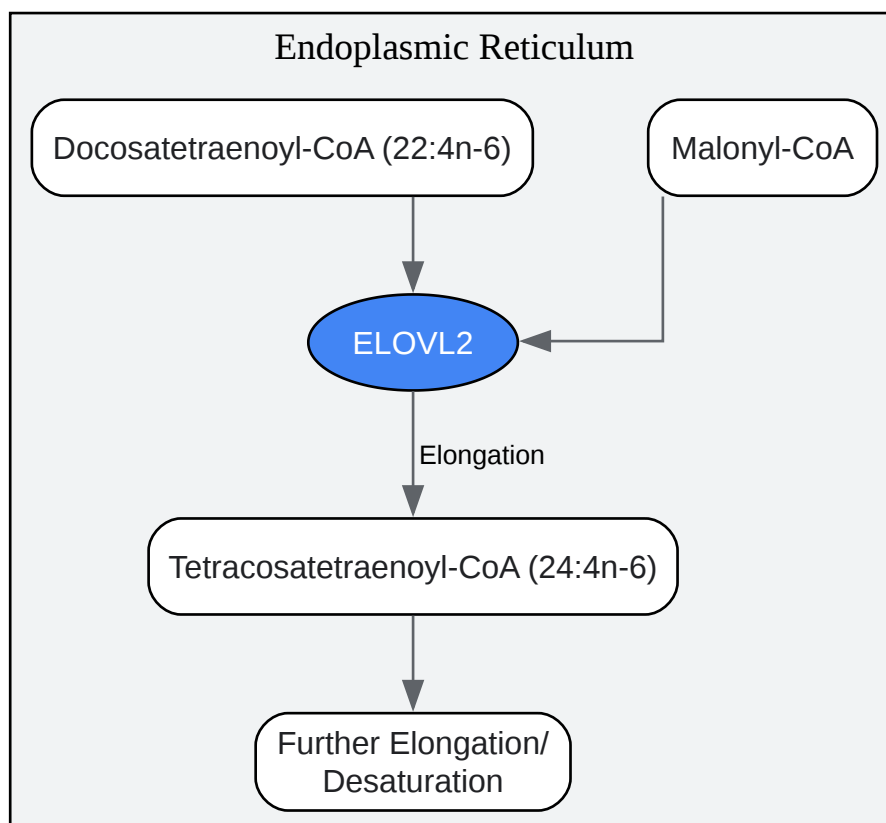 Endoplasmic Reticulum
Docosatetraenoyl-CoA (22:4n-6)
Malonyl-CoA
ELOVL2
Elongation
Tetracosatetraenoyl-CoA (24:4n-6)
Further Elongation/
Desaturation